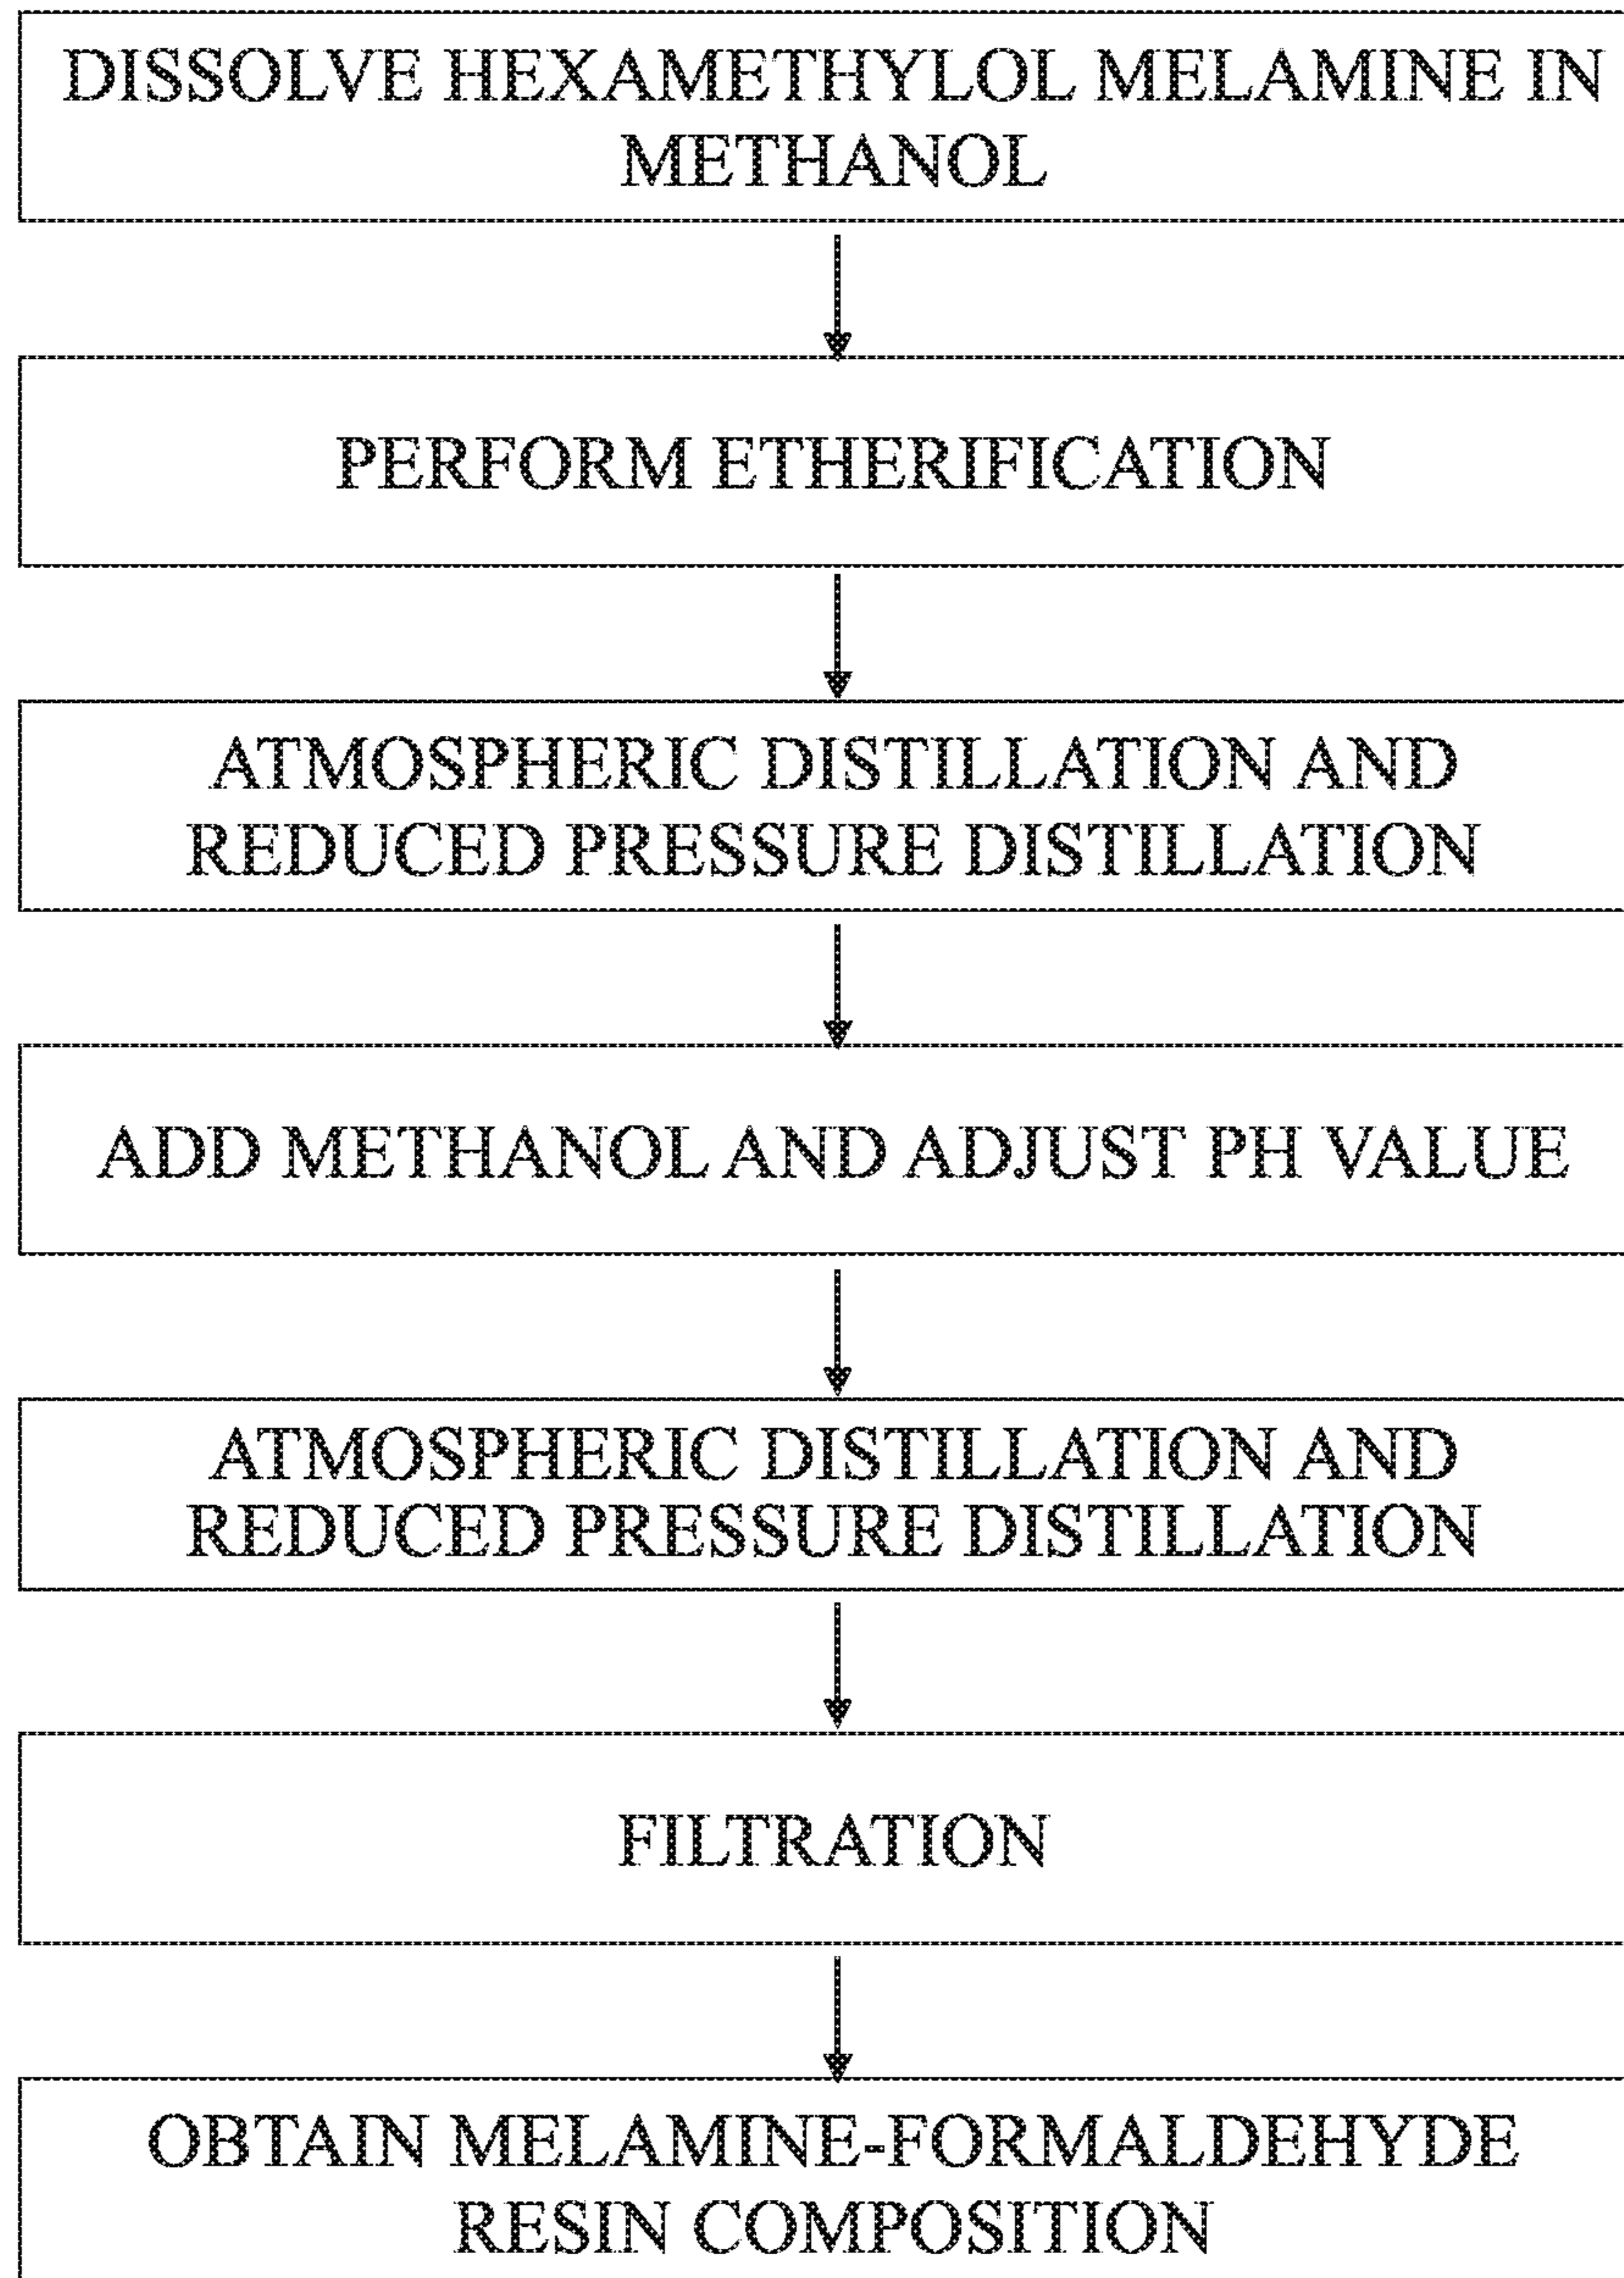 DISSOLVE HEXAMETHYLOL MELAMINE IN
METHANOL
PERFORM ETHERIFICATION
ATMOSPHERIC DISTILLATION AND
REDUCED PRESSURE DISTILLATION
ADD METHANOL AND ADJUST PH VALUE
ATMOSPHERIC DISTILLATION AND
REDUCED PRESSURE DISTILLATION
FILTRATION
OBTAIN MELAMINE-FORMALDEHYDE
RESIN COMPOSITION